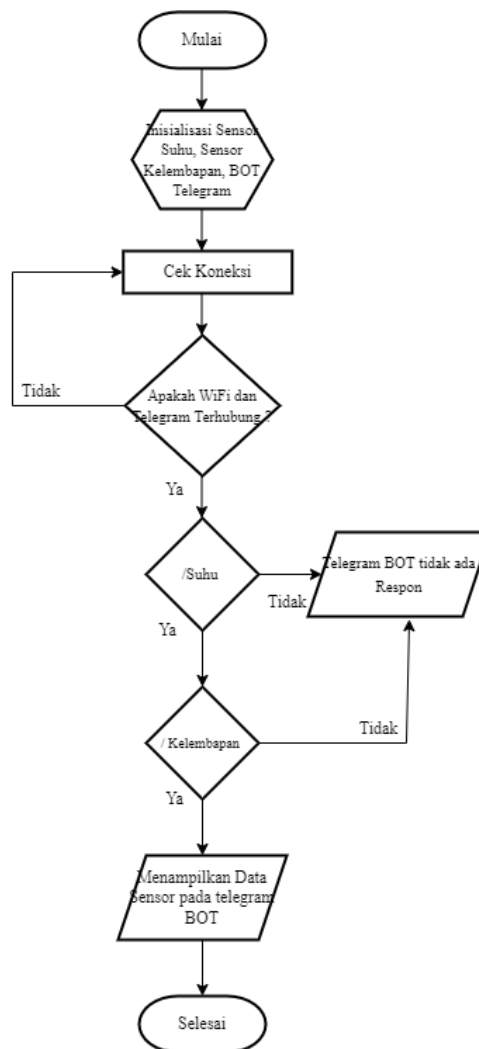 Mulai
Inisialisasi Sensor
Suhu, Sensor
Kelembapan, BOT
Telegram
Cek Koneksi
Tidak
Apakah WiFi dan
Telegram Terhubung ?
Ya
/Suhu
Tidak
Telegram BOT tidak ada
Respon
Ya
/ Kelembapan
Tidak
Ya
Menampilkan Data
Sensor pada telegram
BOT
Selesai